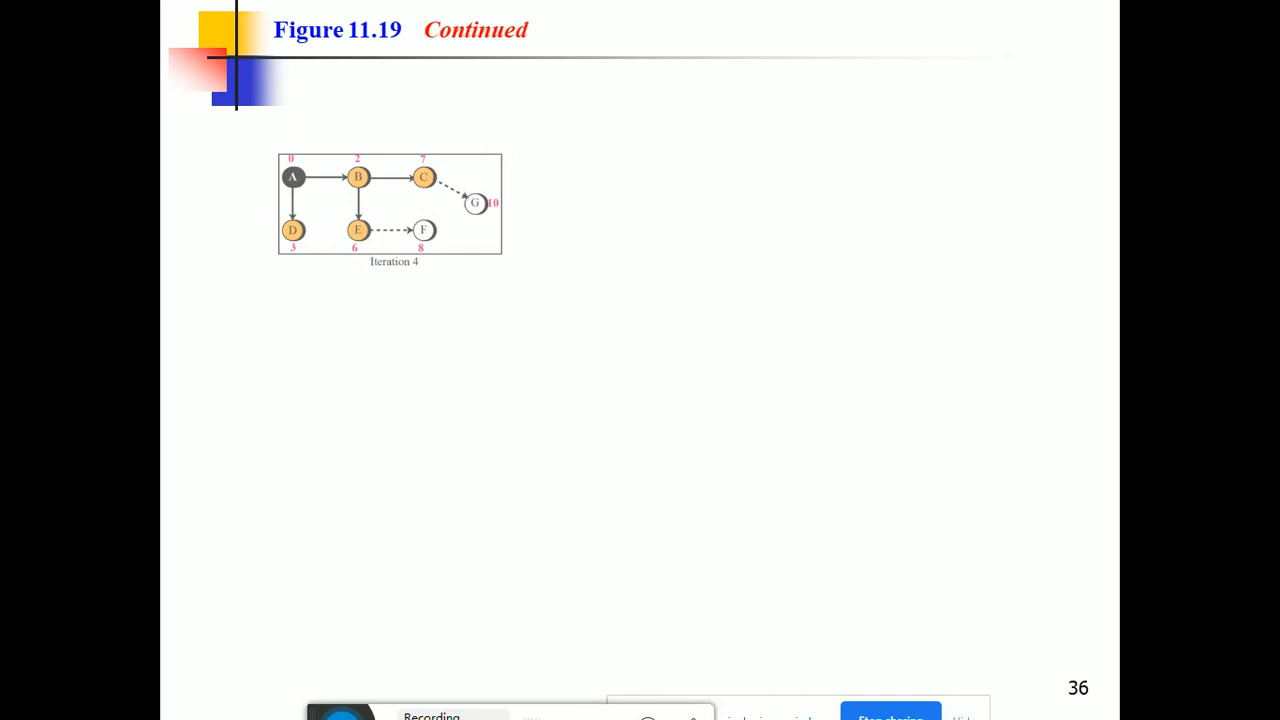 Figure 11.19 Continued
0 2 7
A B C
G 10
D E F
3 6 8
Iteration 4
36
Recording
Stop sharing